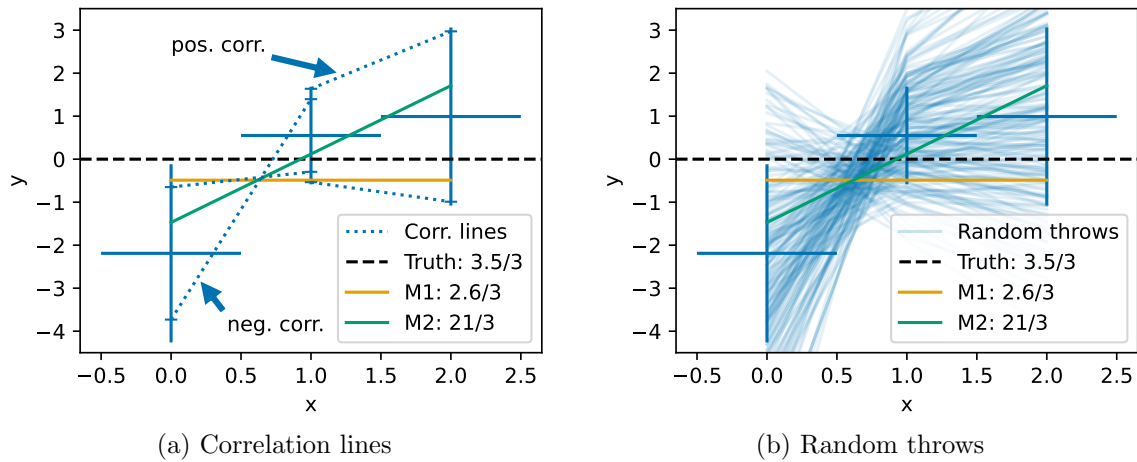 3
2
1
0
−1
−2
−3
−4
y
pos. corr.
neg. corr.
Corr. lines
Truth: 3.5/3
M1: 2.6/3
M2: 21/3
−0.5 0.0 0.5 1.0 1.5 2.0 2.5
x
(a) Correlation lines
3
2
1
0
−1
−2
−3
−4
y
Random throws
Truth: 3.5/3
M1: 2.6/3
M2: 21/3
−0.5 0.0 0.5 1.0 1.5 2.0 2.5
x
(b) Random throws